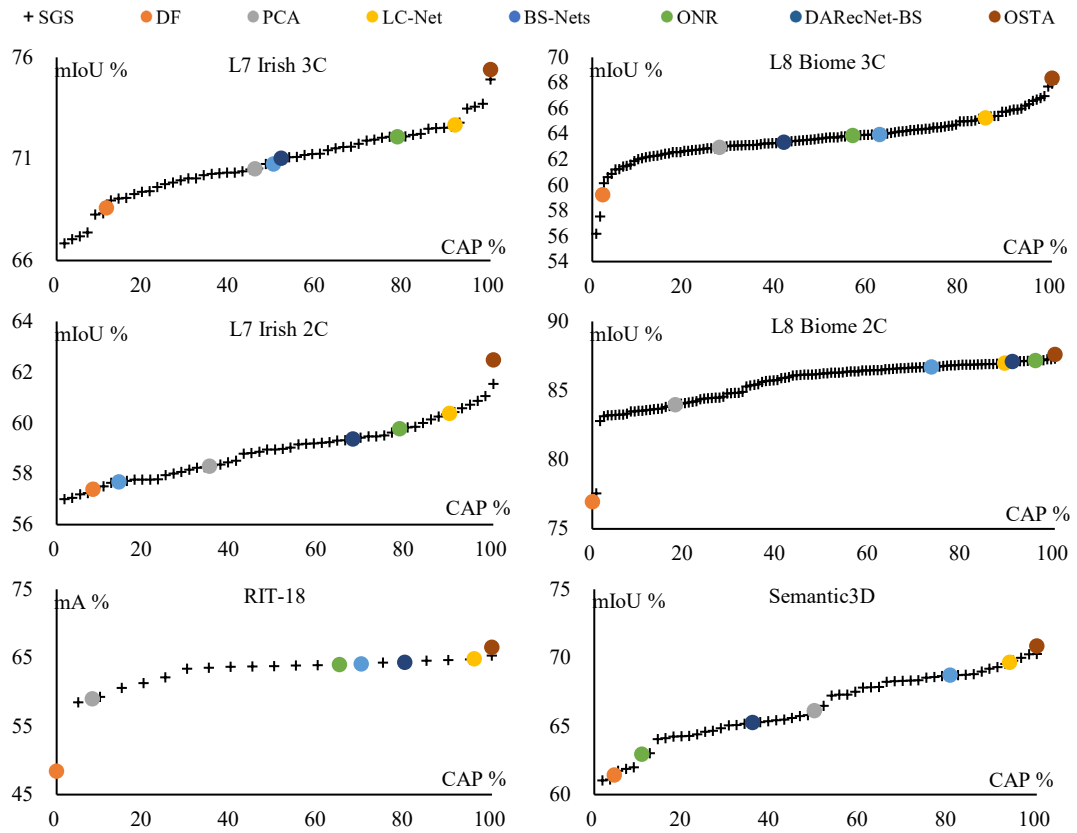 SGS DF PCA LC-Net BS-Nets ONR DARecNet-BS OSTA
L7 Irish 3C
mIoU %
76
71
66
CAP %
0 20 40 60 80 100
L8 Biome 3C
mIoU %
70
68
66
64
62
60
58
56
54
CAP %
0 20 40 60 80 100
L7 Irish 2C
mIoU %
64
62
60
58
56
CAP %
0 20 40 60 80 100
L8 Biome 2C
mIoU %
90
85
80
75
CAP %
0 20 40 60 80 100
RIT-18
mA %
75
65
55
45
CAP %
0 20 40 60 80 100
Semantic3D
mIoU %
75
70
65
60
CAP %
0 20 40 60 80 100